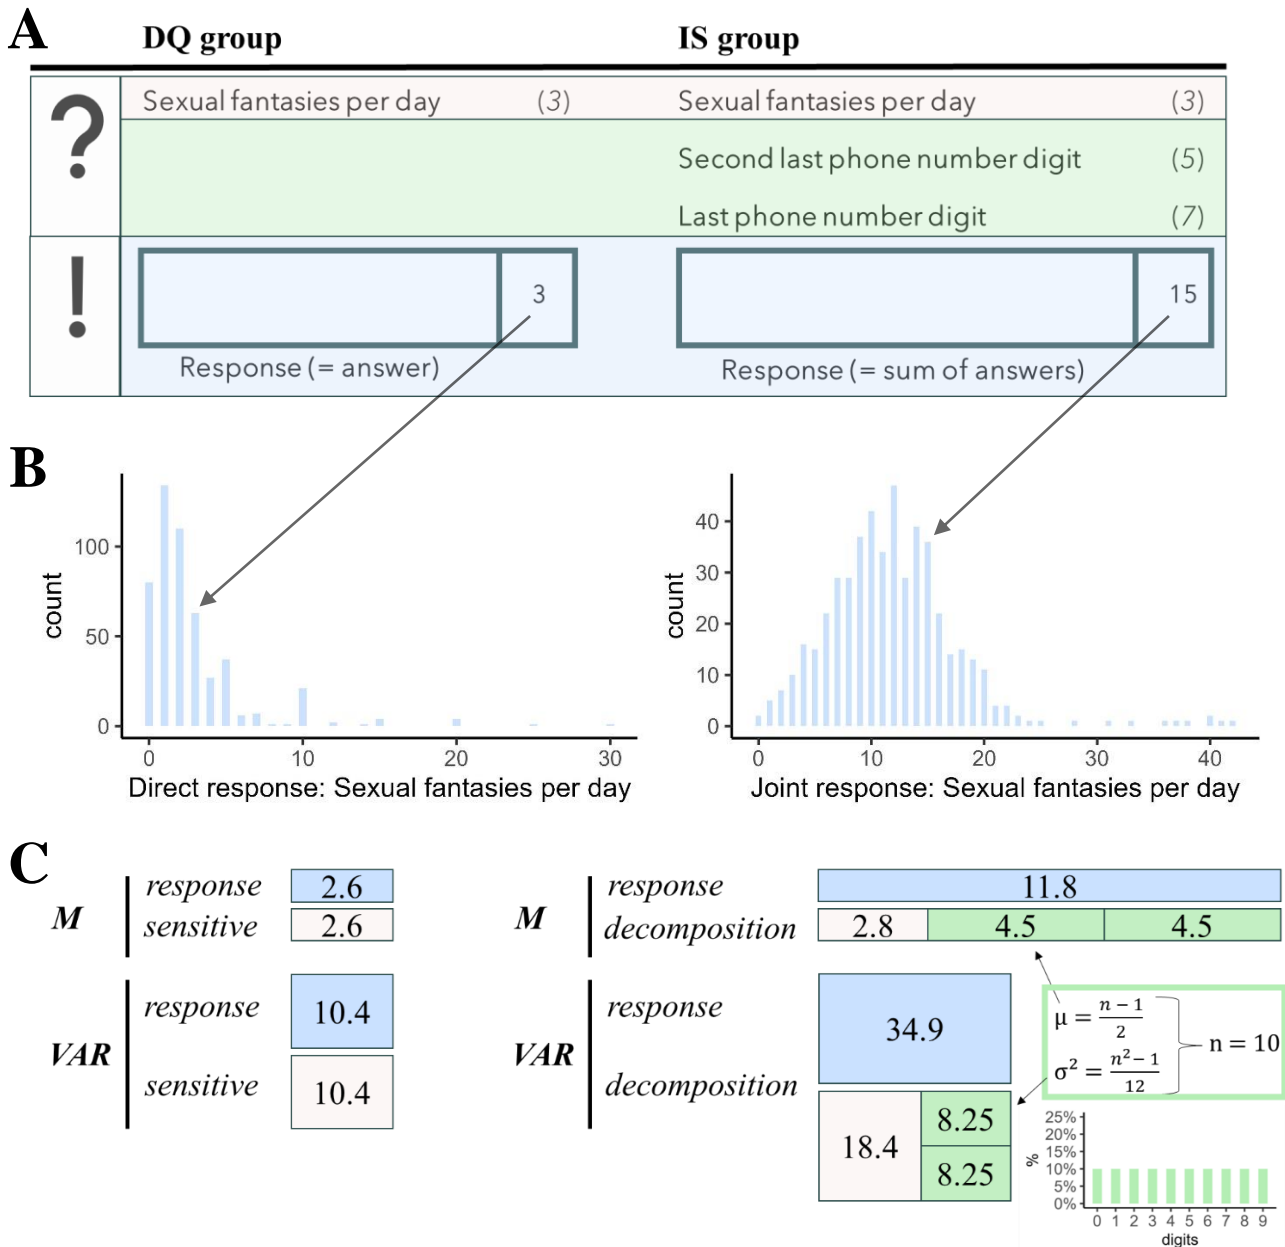 A
DQ group
IS group
?
Sexual fantasies per day (3)
Sexual fantasies per day (3)
Second last phone number digit (5)
Last phone number digit (7)
!
3
15
Response (= answer)
Response (= sum of answers)
B
count
100
50
0
0 10 20 30
Direct response: Sexual fantasies per day
count
40
30
20
10
0
0 10 20 30 40
Joint response: Sexual fantasies per day
C
M
response 2.6
sensitive 2.6
VAR
response 10.4
sensitive 10.4
M
response 11.8
decomposition 2.8 4.5 4.5
VAR
response 34.9
decomposition 18.4 8.25 8.25
μ = n − 1 / 2
σ² = n² − 1 / 12
n = 10
%
25%
20%
15%
10%
5%
0%
0 1 2 3 4 5 6 7 8 9
digits